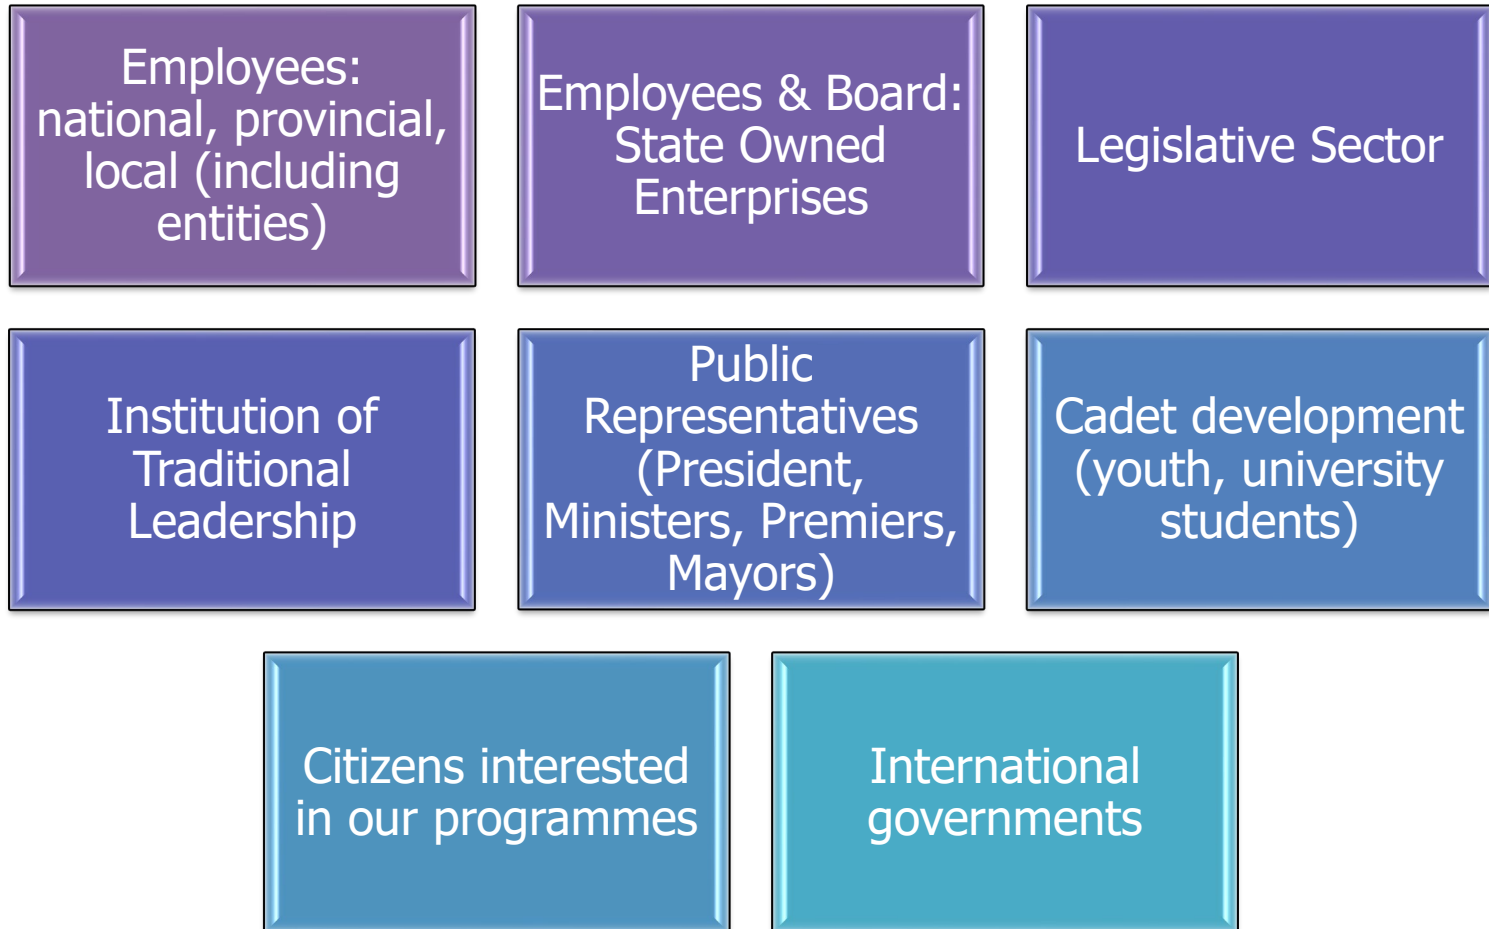 Employees:
national, provincial,
local (including
entities)
Employees & Board:
State Owned
Enterprises
Legislative Sector
Institution of
Traditional
Leadership
Public
Representatives
(President,
Ministers, Premiers,
Mayors)
Cadet development
(youth, university
students)
Citizens interested
in our programmes
International
governments